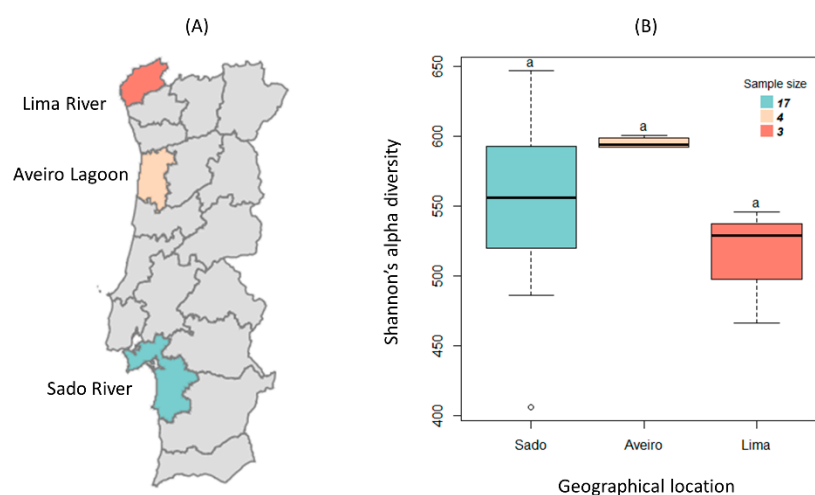 (A)
Lima River
Aveiro Lagoon
Sado River
(B)
Shannon's alpha diversity
650
600
550
500
450
400
a
a
a
Sample size
17
4
3
Sado
Aveiro
Lima
Geographical location